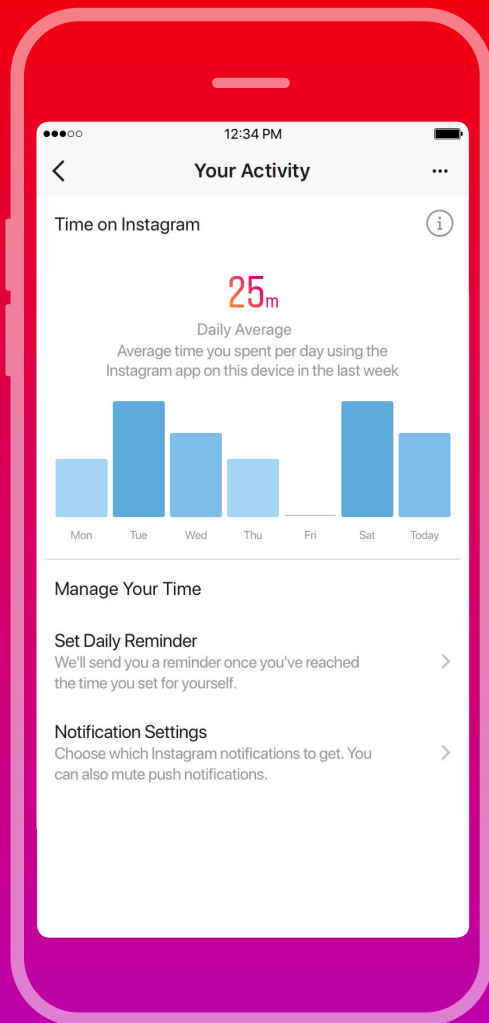 12:34 PM
Your Activity
Time on Instagram
25m
Daily Average
Average time you spent per day using the
Instagram app on this device in the last week
Mon Tue Wed Thu Fri Sat Today
Manage Your Time
Set Daily Reminder
We'll send you a reminder once you've reached
the time you set for yourself.
Notification Settings
Choose which Instagram notifications to get. You
can also mute push notifications.